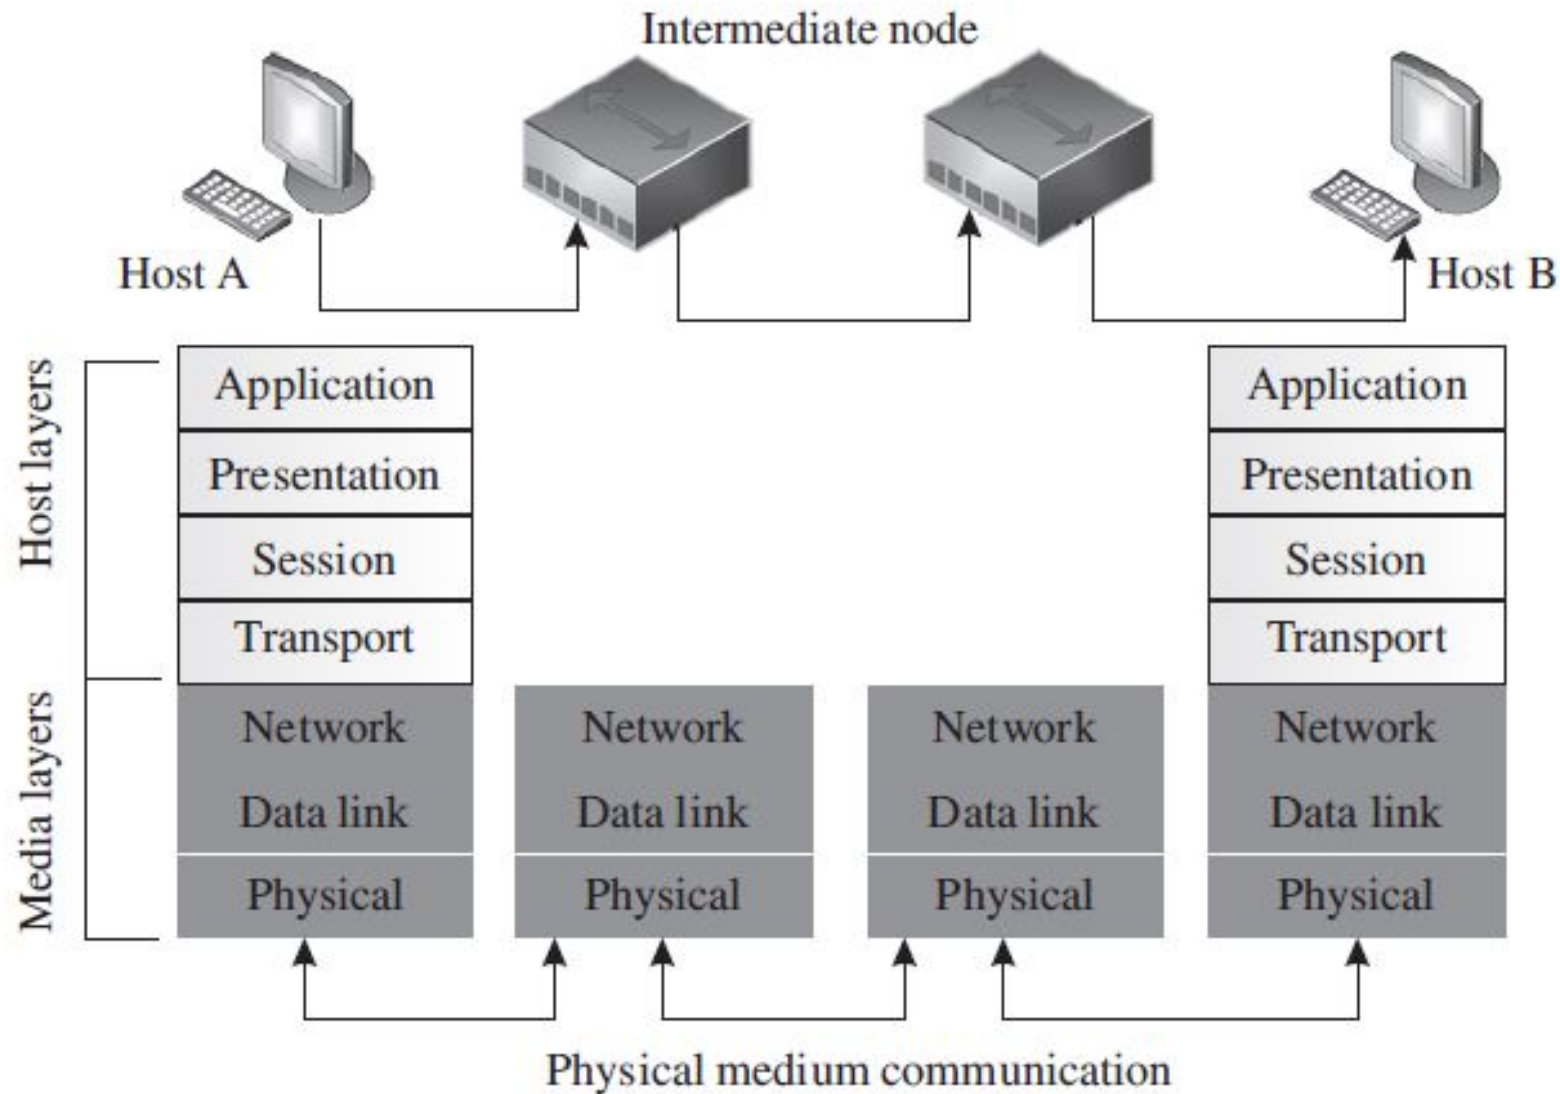 Intermediate node
Host A
Host B
Host layers
Application
Presentation
Session
Transport
Application
Presentation
Session
Transport
Media layers
Network
Data link
Physical
Network
Data link
Physical
Network
Data link
Physical
Network
Data link
Physical
Physical medium communication